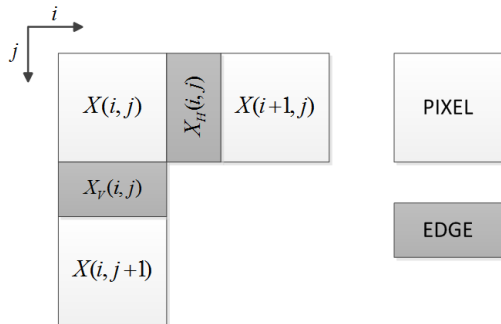 i
j
X(i, j)
X_H(i,j)
X(i+1, j)
PIXEL
X_V(i, j)
EDGE
X(i, j+1)